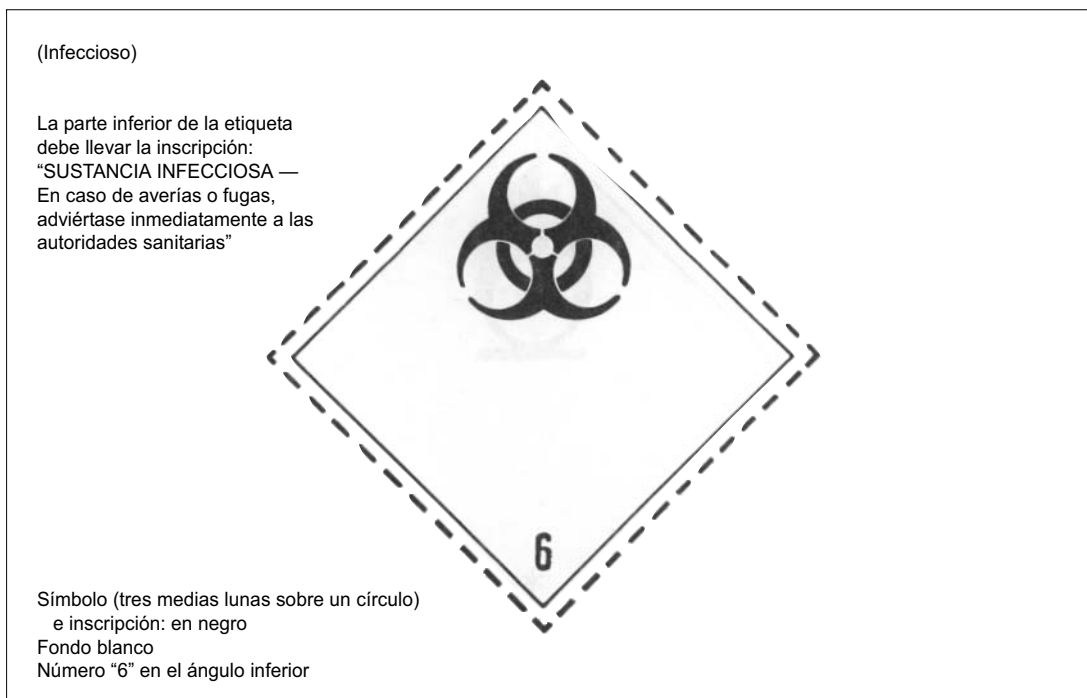 (Infeccioso)
La parte inferior de la etiqueta
debe llevar la inscripción:
“SUSTANCIA INFECCIOSA —
En caso de averías o fugas,
adviértase inmediatamente a las
autoridades sanitarias”
6
Símbolo (tres medias lunas sobre un círculo)
e inscripción: en negro
Fondo blanco
Número “6” en el ángulo inferior